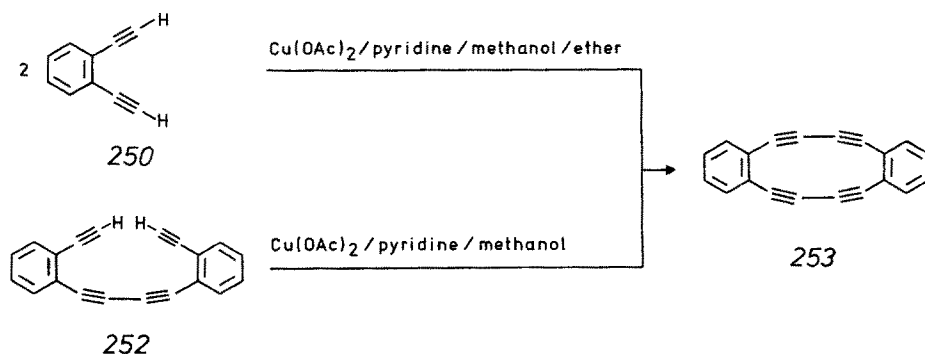 H
2
Cu(OAc)2/pyridine/methanol/ether
H
250
H H
Cu(OAc)2/pyridine/methanol
253
252